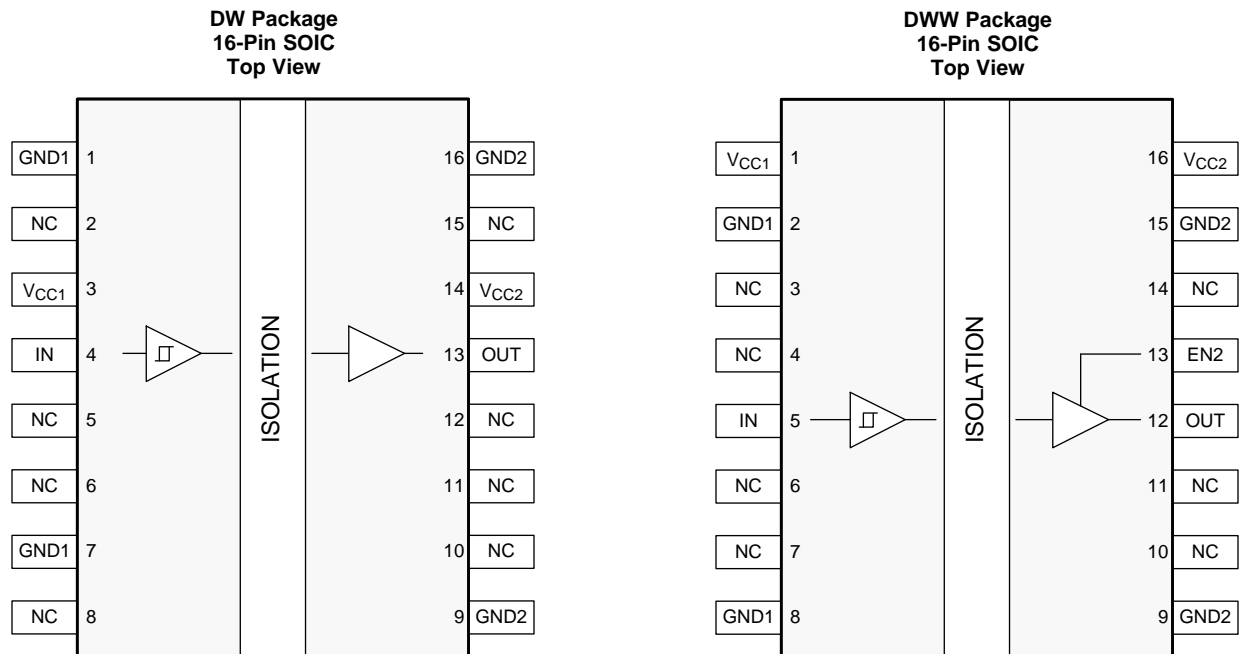 DW Package
16-Pin SOIC
Top View
GND1 1 16 GND2
NC 2 15 NC
VCC1 3 14 VCC2
IN 4 13 OUT
NC 5 12 NC
NC 6 11 NC
GND1 7 10 NC
NC 8 9 GND2
ISOLATION
DWW Package
16-Pin SOIC
Top View
VCC1 1 16 VCC2
GND1 2 15 GND2
NC 3 14 NC
NC 4 13 EN2
IN 5 12 OUT
NC 6 11 NC
NC 7 10 NC
GND1 8 9 GND2
ISOLATION